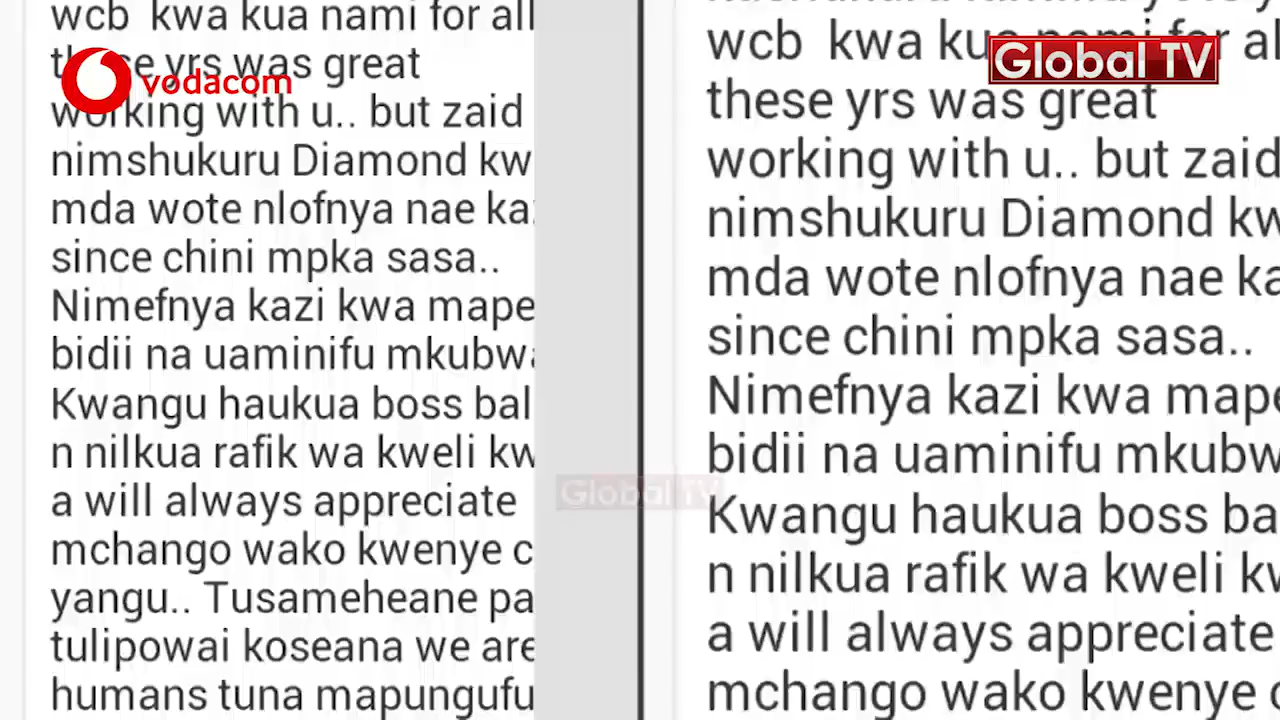 wcb kwa kua nami for all
these yrs was great
working with u.. but zaid
nimshukuru Diamond kw
mda wote nlofnya nae ka
since chini mpka sasa..
Nimefnya kazi kwa mape
bidii na uaminifu mkubw
Kwangu haukua boss bal
n nilkua rafik wa kweli kw
a will always appreciate
mchango wako kwenye c
yangu.. Tusameheane pa
tulipowai koseana we are
humans tuna mapungufu
vodacom
Global TV
wcb kwa kua nami for al
these yrs was great
working with u.. but zaid
nimshukuru Diamond kw
mda wote nlofnya nae ka
since chini mpka sasa..
Nimefnya kazi kwa mape
bidii na uaminifu mkubw
Kwangu haukua boss ba
n nilkua rafik wa kweli kw
a will always appreciate
mchango wako kwenye c
Global TV